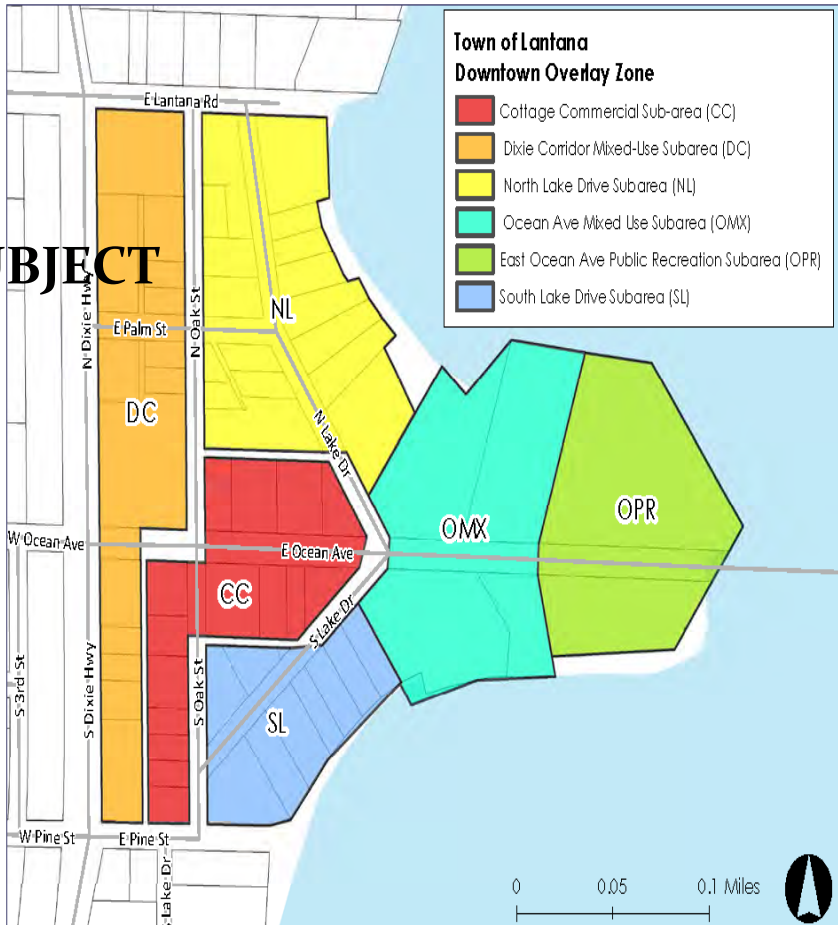 Town of Lantana
Downtown Overlay Zone
Cottage Commercial Sub-area (CC)
Dixie Corridor Mixed-Use Subarea (DC)
North Lake Drive Subarea (NL)
Ocean Ave Mixed Use Subarea (OMX)
East Ocean Ave Public Recreation Subarea (OPR)
South Lake Drive Subarea (SL)
E Lantana Rd
UBJECT
N Dixie Hwy
N Oak St
NL
E Palm St
DC
N Lake Dr
OMX
OPR
W Ocean Ave
E Ocean Ave
CC
S Lake Dr
S 3rd St
S Dixie Hwy
S Oak St
SL
W Pine St
E Pine St
S Lake Dr
0 0.05 0.1 Miles